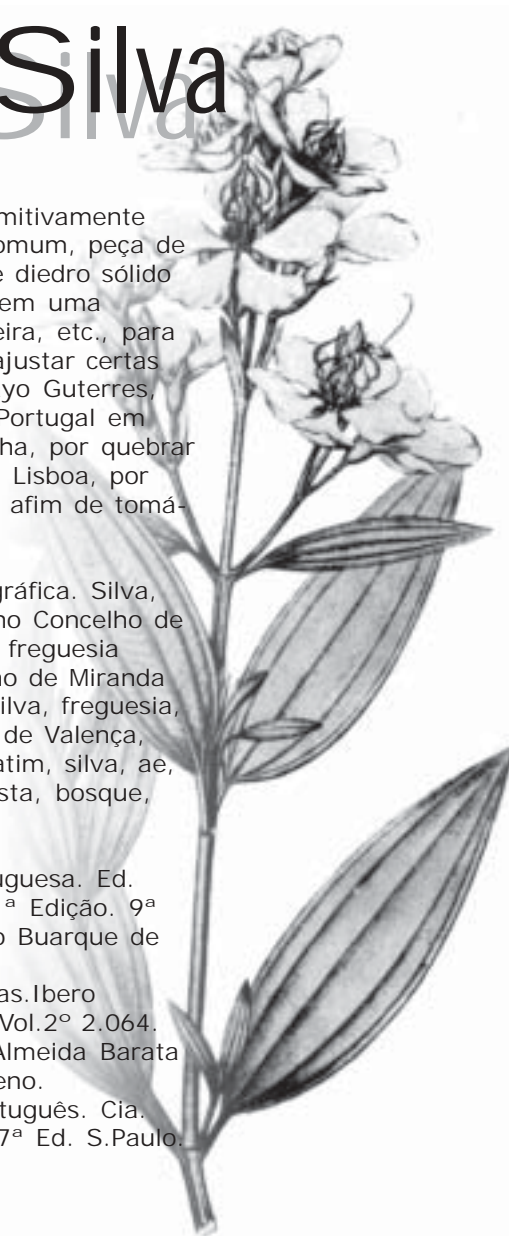 Silva
mitivamente
omum, peça de
e diedro sólido
em uma
eira, etc., para
ajustar certas
yo Guterres,
Portugal em
ha, por quebrar
Lisboa, por
afim de tomá-
gráfica. Silva,
no Concelho de
freguesia
no de Miranda
ilva, freguesia,
de Valença,
atim, silva, ae,
sta, bosque,
uguesa. Ed.
ª Edição. 9ª
o Buarque de
as.Ibero
Vol.2º 2.064.
Almeida Barata
eno.
tuguês. Cia.
7ª Ed. S.Paulo.